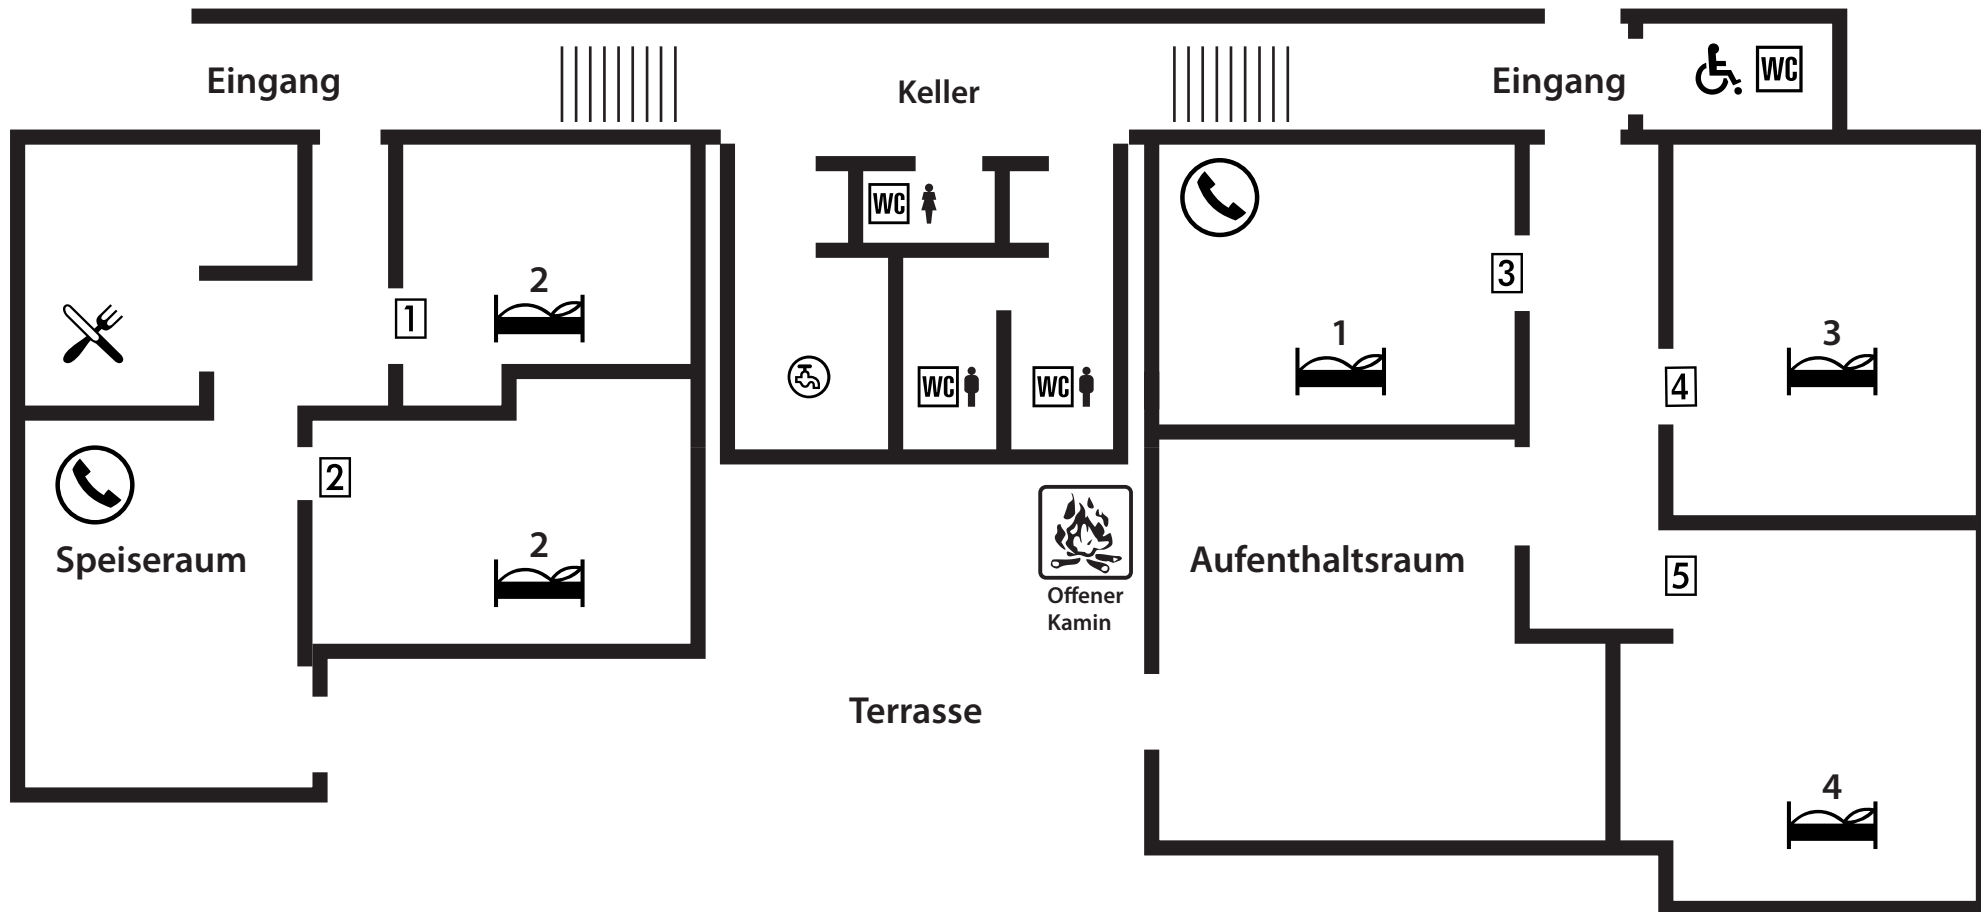 Eingang
Keller
Eingang
WC
WC
1
2
3
1
4
3
WC
WC
2
Speiseraum
2
Offener
Kamin
Aufenthaltsraum
5
Terrasse
4